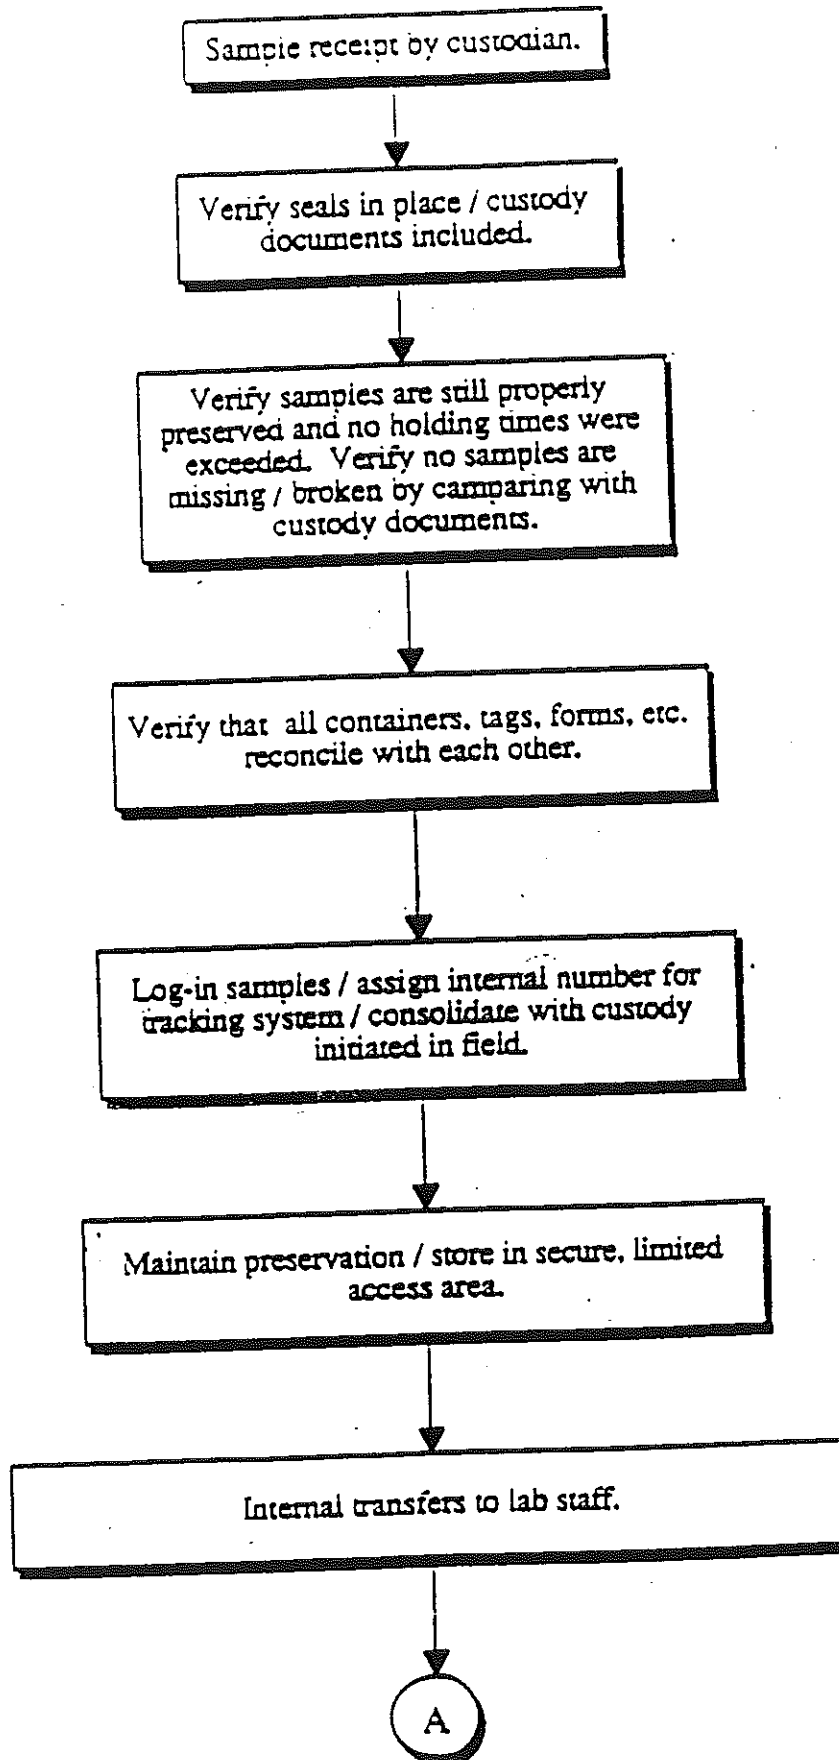 Sample receipt by custodian.
Verify seals in place / custody
documents included.
Verify samples are still properly
preserved and no holding times were
exceeded. Verify no samples are
missing / broken by camparing with
custody documents.
Verify that all containers, tags, forms, etc.
reconcile with each other.
Log-in samples / assign internal number for
tracking system / consolidate with custody
initiated in field.
Maintain preservation / store in secure, limited
access area.
Internal transfers to lab staff.
A